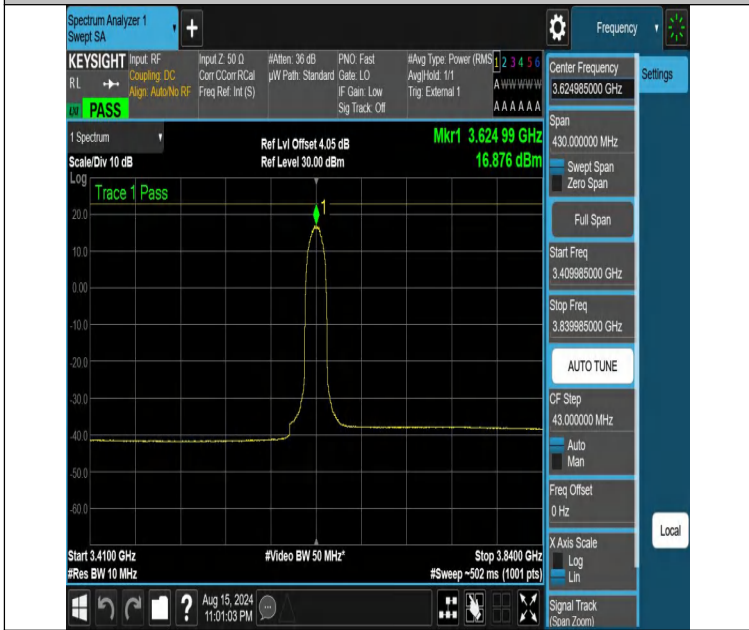 Spectrum Analyzer 1
Swept SA
Frequency
KEYSIGHT
RL
PASS
Input: RF
Coupling: DC
Align: Auto/No RF
Input Z: 50 Ω
Corr CCorr RCal
Freq Ref: Int (S)
#Atten: 36 dB
µW Path: Standard
PNO: Fast
Gate: LO
IF Gain: Low
Sig Track: Off
#Avg Type: Power (RMS
Avg|Hold: 1/1
Trig: External 1
1 2 3 4 5 6
A W W W W W
A A A A A A
1 Spectrum
Scale/Div 10 dB
Ref Lvl Offset 4.05 dB
Ref Level 30.00 dBm
Mkr1 3.624 99 GHz
16.876 dBm
Log
Trace 1 Pass
1
20.0
10.0
0.00
-10.0
-20.0
-30.0
-40.0
-50.0
-60.0
Start 3.4100 GHz
#Res BW 10 MHz
#Video BW 50 MHz*
Stop 3.8400 GHz
#Sweep ~502 ms (1001 pts)
Center Frequency
3.624985000 GHz
Settings
Span
430.000000 MHz
Swept Span
Zero Span
Full Span
Start Freq
3.409985000 GHz
Stop Freq
3.839985000 GHz
AUTO TUNE
CF Step
43.000000 MHz
Auto
Man
Freq Offset
0 Hz
X Axis Scale
Log
Lin
Local
Signal Track
(Span Zoom)
?
Aug 15, 2024
11:01:03 PM